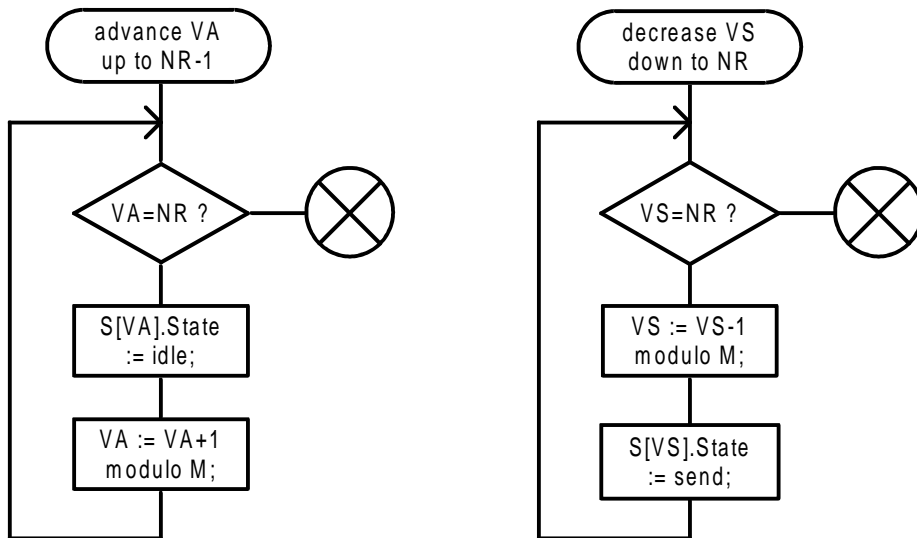 advance VA
up to NR-1
VA=NR ?
S[VA].State
:= idle;
VA := VA+1
modulo M;
decrease VS
down to NR
VS=NR ?
VS := VS-1
modulo M;
S[VS].State
:= send;